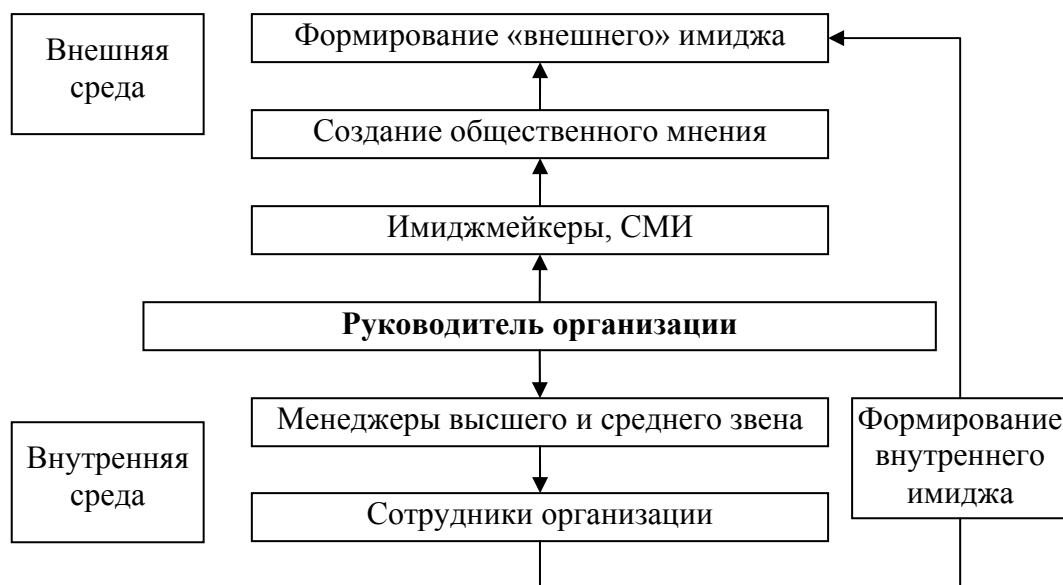 Внешняя
среда
Формирование «внешнего» имиджа
Создание общественного мнения
Имиджмейкеры, СМИ
Руководитель организации
Менеджеры высшего и среднего звена
Внутренняя
среда
Сотрудники организации
Формирование
внутреннего
имиджа